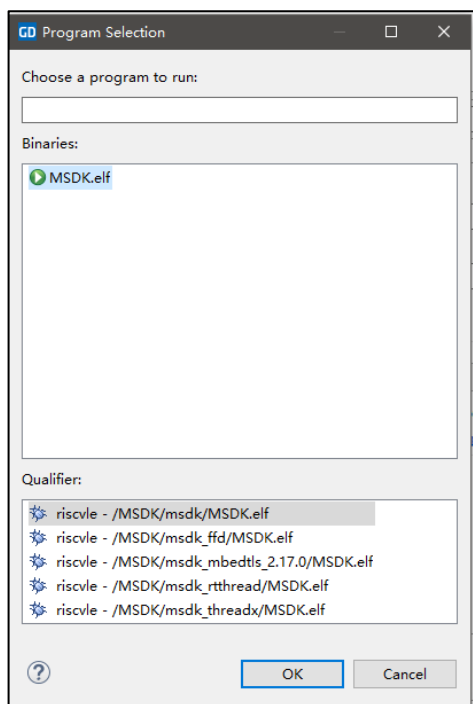 GD Program Selection
Choose a program to run:
Binaries:
MSDK.elf
Qualifier:
riscvle - /MSDK/msdk/MSDK.elf
riscvle - /MSDK/msdk_ffd/MSDK.elf
riscvle - /MSDK/msdk_mbedtls_2.17.0/MSDK.elf
riscvle - /MSDK/msdk_rtthread/MSDK.elf
riscvle - /MSDK/msdk_threadx/MSDK.elf
?
OK
Cancel